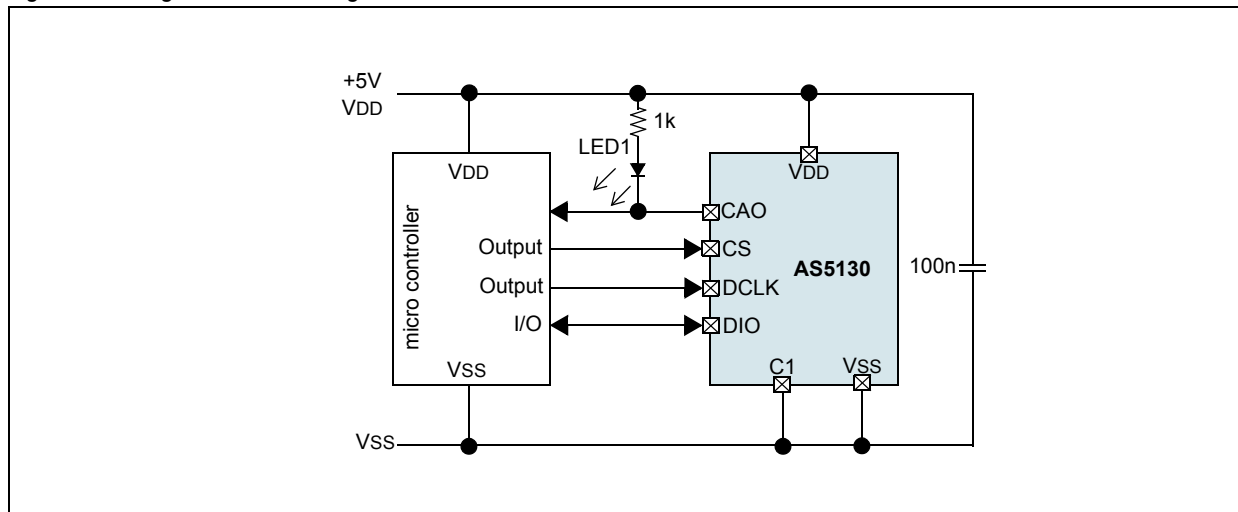 +5V
VDD
1k
LED1
VDD
VDD
micro controller
CAO
Output
CS
AS5130
100n
Output
DCLK
I/O
DIO
VSS
C1
VSS
VSS